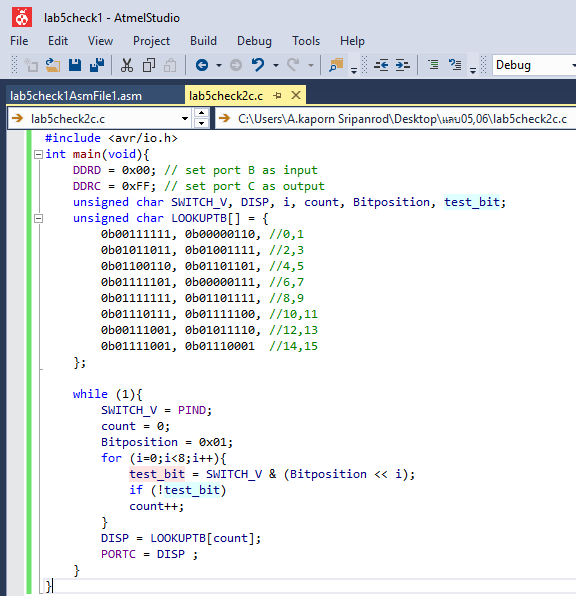 lab5check1 - AtmelStudio
File Edit View Project Build Debug Tools Help
Debug
lab5check1AsmFile1.asm lab5check2c.c
lab5check2c.c C:\Users\A.kaporn Sripanrod\Desktop\แลบ05,06\lab5check2c.c
#include <avr/io.h>
int main(void){
    DDRD = 0x00; // set port B as input
    DDRC = 0xFF; // set port C as output
    unsigned char SWITCH_V, DISP, i, count, Bitposition, test_bit;
    unsigned char LOOKUPTB[] = {
        0b00111111, 0b00000110, //0,1
        0b01011011, 0b01001111, //2,3
        0b01100110, 0b01101101, //4,5
        0b01111101, 0b00000111, //6,7
        0b01111111, 0b01101111, //8,9
        0b01110111, 0b01111100, //10,11
        0b00111001, 0b01011110, //12,13
        0b01111001, 0b01110001  //14,15
    };
    while (1){
        SWITCH_V = PIND;
        count = 0;
        Bitposition = 0x01;
        for (i=0;i<8;i++){
            test_bit = SWITCH_V & (Bitposition << i);
            if (!test_bit)
            count++;
        }
        DISP = LOOKUPTB[count];
        PORTC = DISP ;
    }
}